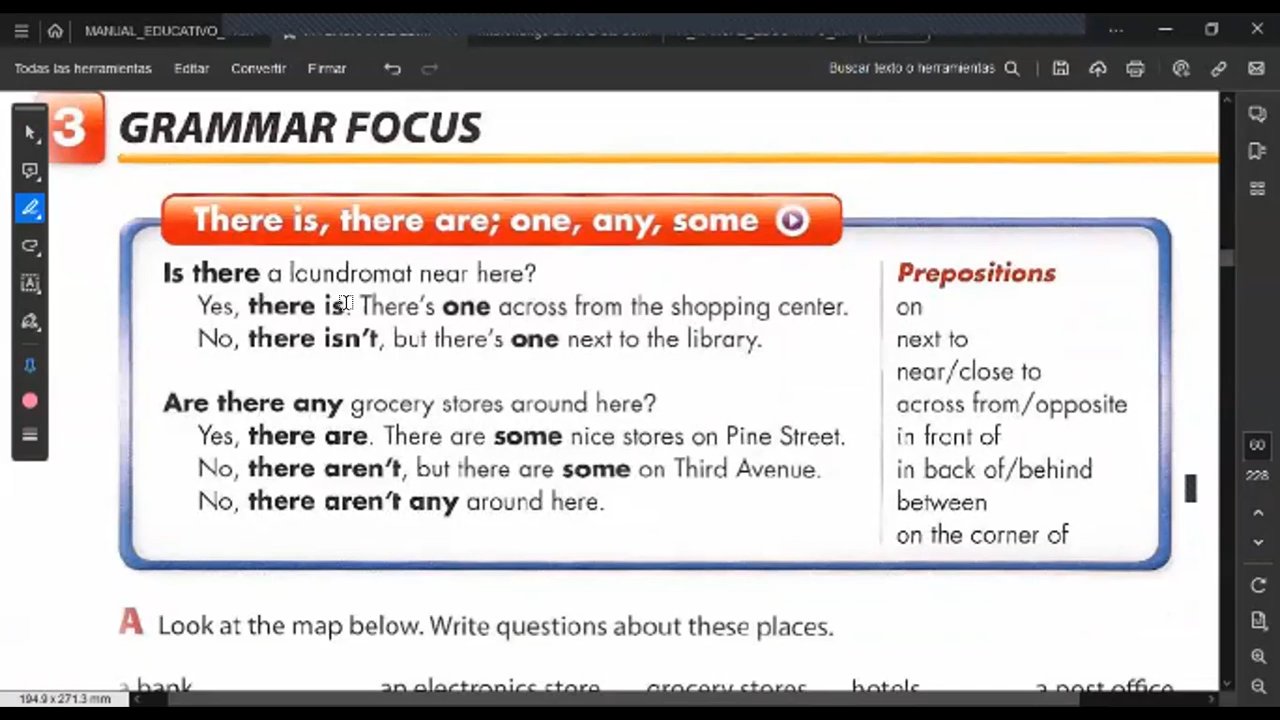 MANUAL_EDUCATIVO_
Todas las herramientas Editar Convertir Firmar Buscar texto o herramientas
3 GRAMMAR FOCUS
There is, there are; one, any, some
Is there a laundromat near here?
Yes, there is. There's one across from the shopping center.
No, there isn't, but there's one next to the library.
Are there any grocery stores around here?
Yes, there are. There are some nice stores on Pine Street.
No, there aren't, but there are some on Third Avenue.
No, there aren't any around here.
Prepositions
on
next to
near/close to
across from/opposite
in front of
in back of/behind
between
on the corner of
60
228
A Look at the map below. Write questions about these places.
a bank an electronics store grocery stores hotels a post office
194.9 x 271.3 mm